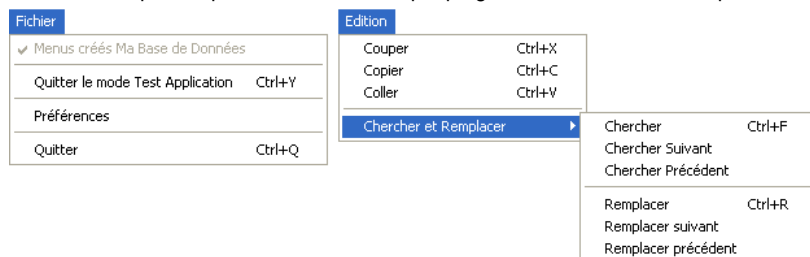 Fichier
Menus créés Ma Base de Données
Quitter le mode Test Application Ctrl+Y
Préférences
Quitter Ctrl+Q
Edition
Couper Ctrl+X
Copier Ctrl+C
Coller Ctrl+V
Chercher et Remplacer
Chercher Ctrl+F
Chercher Suivant
Chercher Précédent
Remplacer Ctrl+R
Remplacer suivant
Remplacer précédent